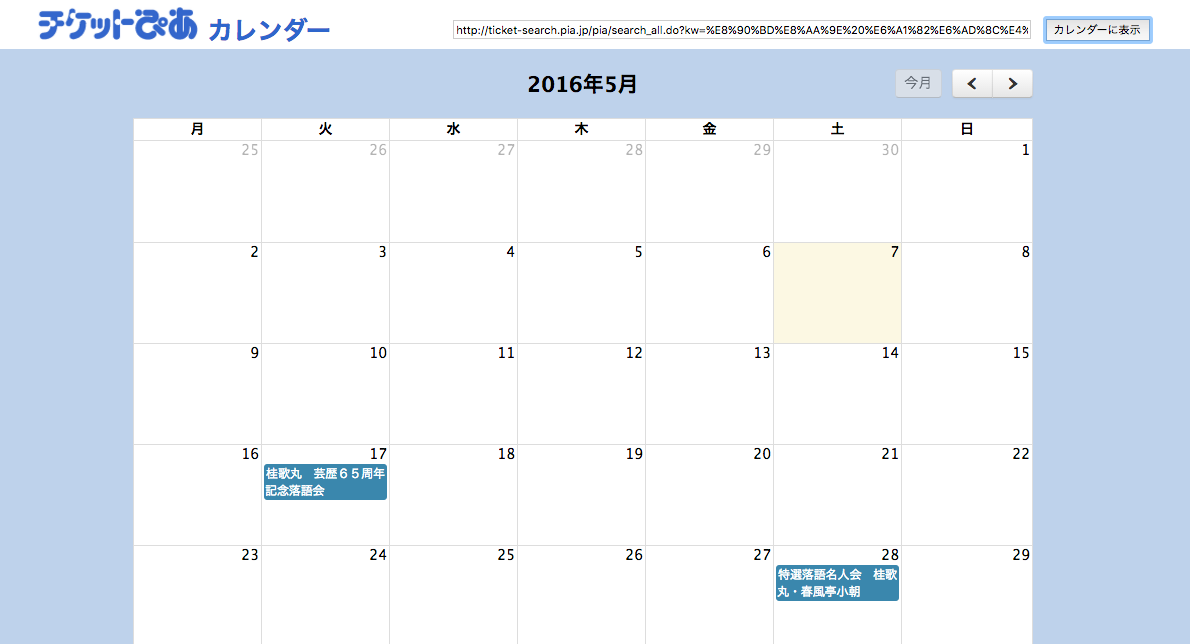 チケットぴあ カレンダー
http://ticket-search.pia.jp/pia/search_all.do?kw=%E8%90%BD%E8%AA%9E%20%E6%A1%82%E6%AD%8C%E4%
カレンダーに表示
2016年5月
今月
月 火 水 木 金 土 日
25 26 27 28 29 30 1
2 3 4 5 6 7 8
9 10 11 12 13 14 15
16 17 18 19 20 21 22
桂歌丸　芸歴６５周年
記念落語会
23 24 25 26 27 28 29
特選落語名人会　桂歌
丸・春風亭小朝